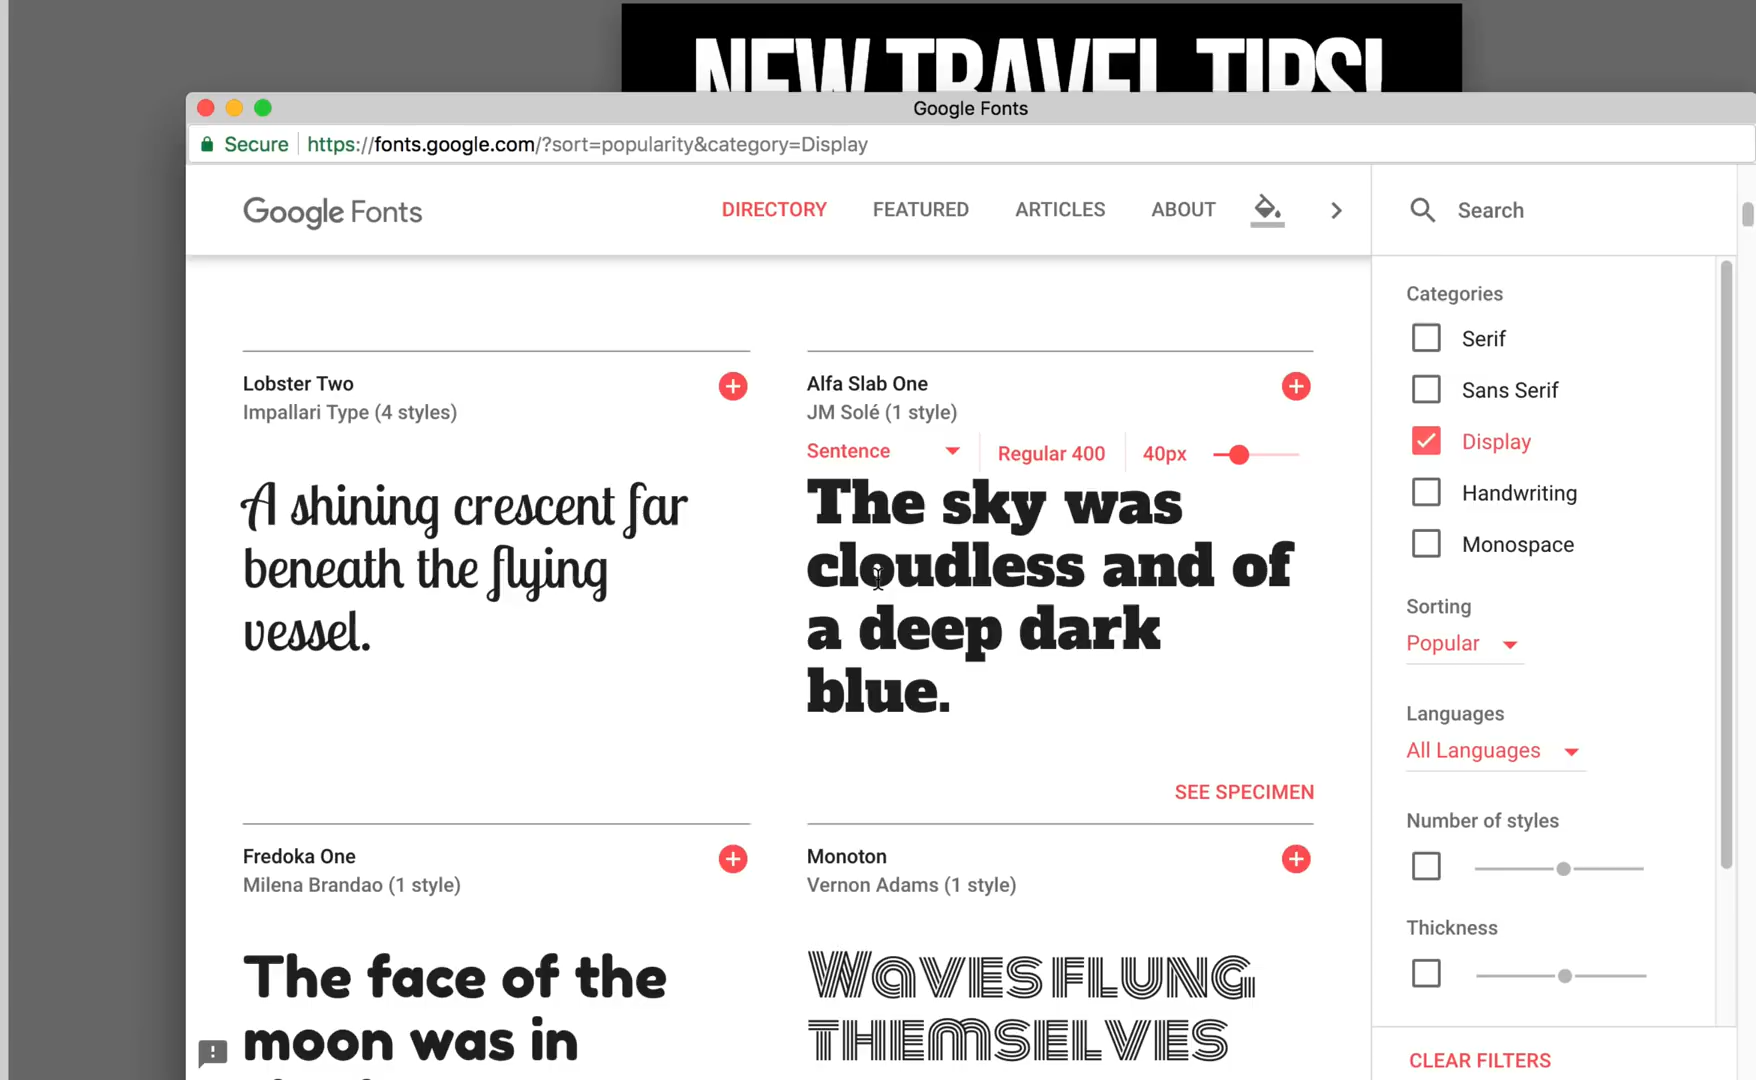 NEW TRAVEL TIPS!
Google Fonts
Secure https://fonts.google.com/?sort=popularity&category=Display
Google Fonts
DIRECTORY FEATURED ARTICLES ABOUT
Search
Lobster Two
Impallari Type (4 styles)
A shining crescent far
beneath the flying
vessel.
Alfa Slab One
JM Solé (1 style)
Sentence Regular 400 40px
The sky was
cloudless and of
a deep dark
blue.
SEE SPECIMEN
Fredoka One
Milena Brandao (1 style)
The face of the
moon was in
Monoton
Vernon Adams (1 style)
Waves flung
themselves
Categories
Serif
Sans Serif
Display
Handwriting
Monospace
Sorting
Popular
Languages
All Languages
Number of styles
Thickness
CLEAR FILTERS